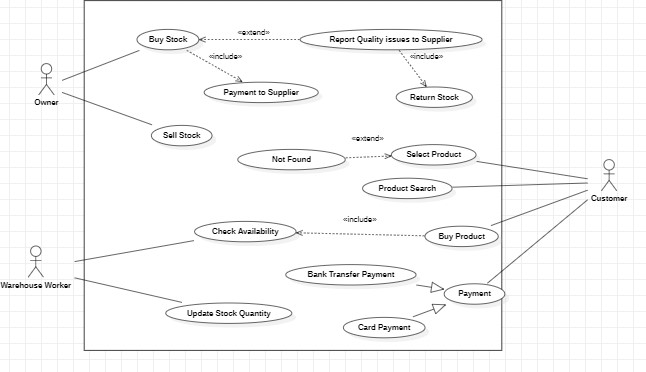 «extend»
Buy Stock
Report Quality issues to Supplier
«include»
«include»
Owner
Payment to Supplier
Return Stock
Sell Stock
«extend»
Not Found
Select Product
Product Search
Customer
«include»
Check Availability
Buy Product
Warehouse Worker
Bank Transfer Payment
Payment
Update Stock Quantity
Card Payment